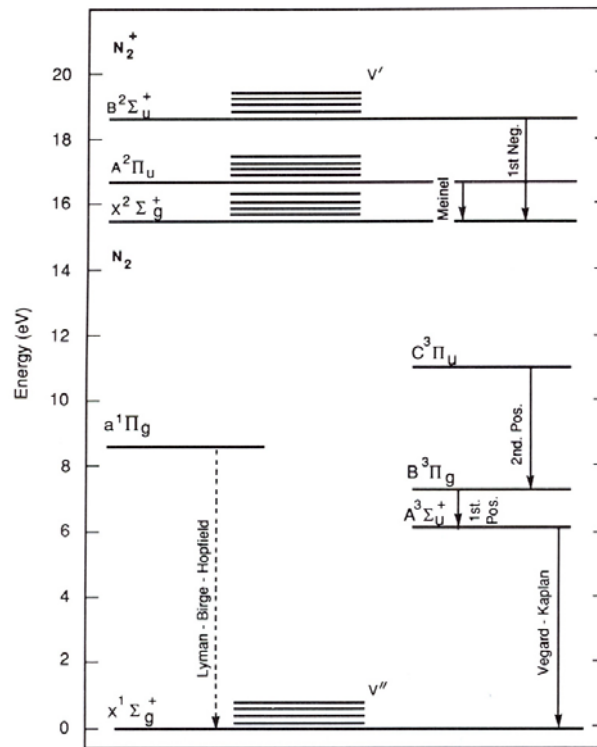 N₂⁺
V′
20
B²Σᵤ⁺
18
1st Neg.
A²Πᵤ
16
X²Σg⁺
Meinel
N₂
14
Energy (eV)
12
C³Πᵤ
10
a¹Πg
2nd. Pos.
8
B³Πg
A³Σᵤ⁺
1st.
Pos.
6
Lyman - Birge - Hopfield
Vegard - Kaplan
4
2
V″
X¹Σg⁺
0